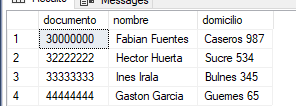 Messages
documento nombre domicilio
1 30000000 Fabian Fuentes Caseros 987
2 32222222 Hector Huerta Sucre 534
3 33333333 Ines Irala Bulnes 345
4 44444444 Gaston Garcia Guemes 65